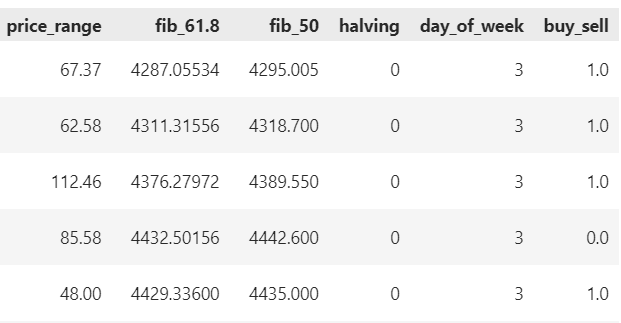 price_range fib_61.8 fib_50 halving day_of_week buy_sell
67.37 4287.05534 4295.005 0 3 1.0
62.58 4311.31556 4318.700 0 3 1.0
112.46 4376.27972 4389.550 0 3 1.0
85.58 4432.50156 4442.600 0 3 0.0
48.00 4429.33600 4435.000 0 3 1.0